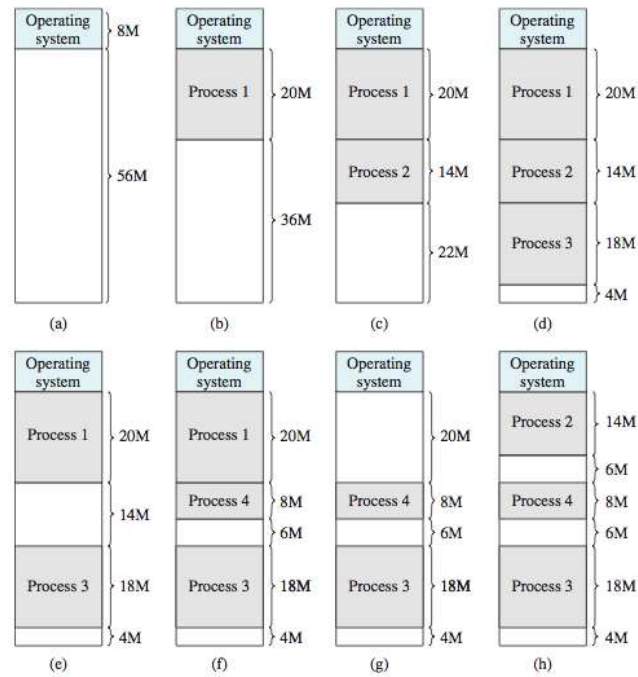 Operating
system
8M
56M
(a)
Operating
system
Process 1
20M
36M
(b)
Operating
system
Process 1
20M
Process 2
14M
22M
(c)
Operating
system
Process 1
20M
Process 2
14M
Process 3
18M
4M
(d)
Operating
system
Process 1
20M
14M
Process 3
18M
4M
(e)
Operating
system
Process 1
20M
Process 4
8M
6M
Process 3
18M
4M
(f)
Operating
system
20M
Process 4
8M
6M
Process 3
18M
4M
(g)
Operating
system
Process 2
14M
6M
Process 4
8M
6M
Process 3
18M
4M
(h)